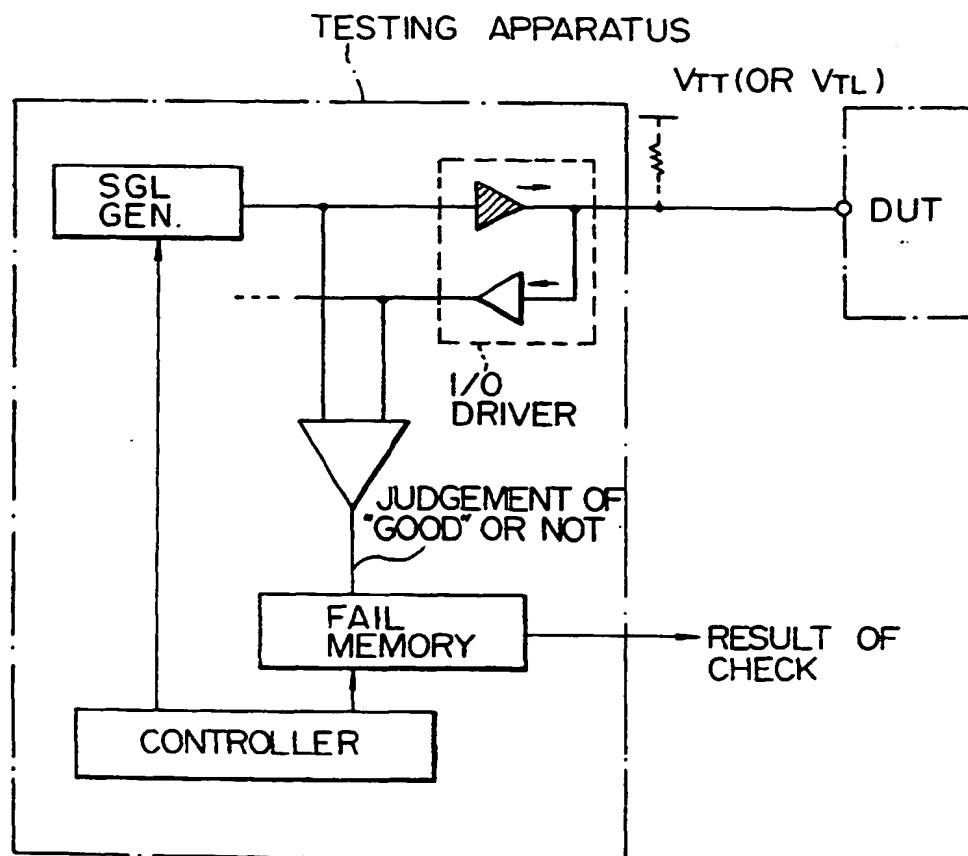 TESTING APPARATUS
VTT (OR VTL)
SGL
GEN.
DUT
I/O
DRIVER
JUDGEMENT OF
"GOOD" OR NOT
FAIL
MEMORY
RESULT OF
CHECK
CONTROLLER